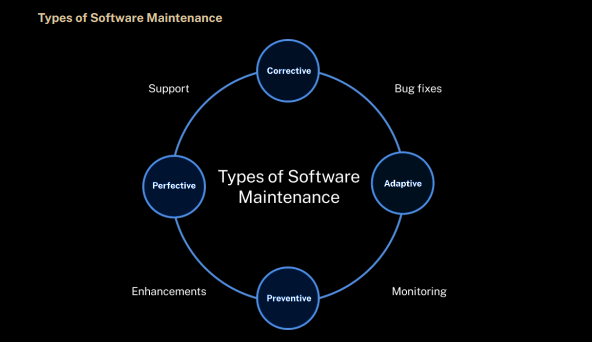 Types of Software Maintenance
Corrective
Support
Bug fixes
Perfective
Types of Software
Maintenance
Adaptive
Enhancements
Monitoring
Preventive